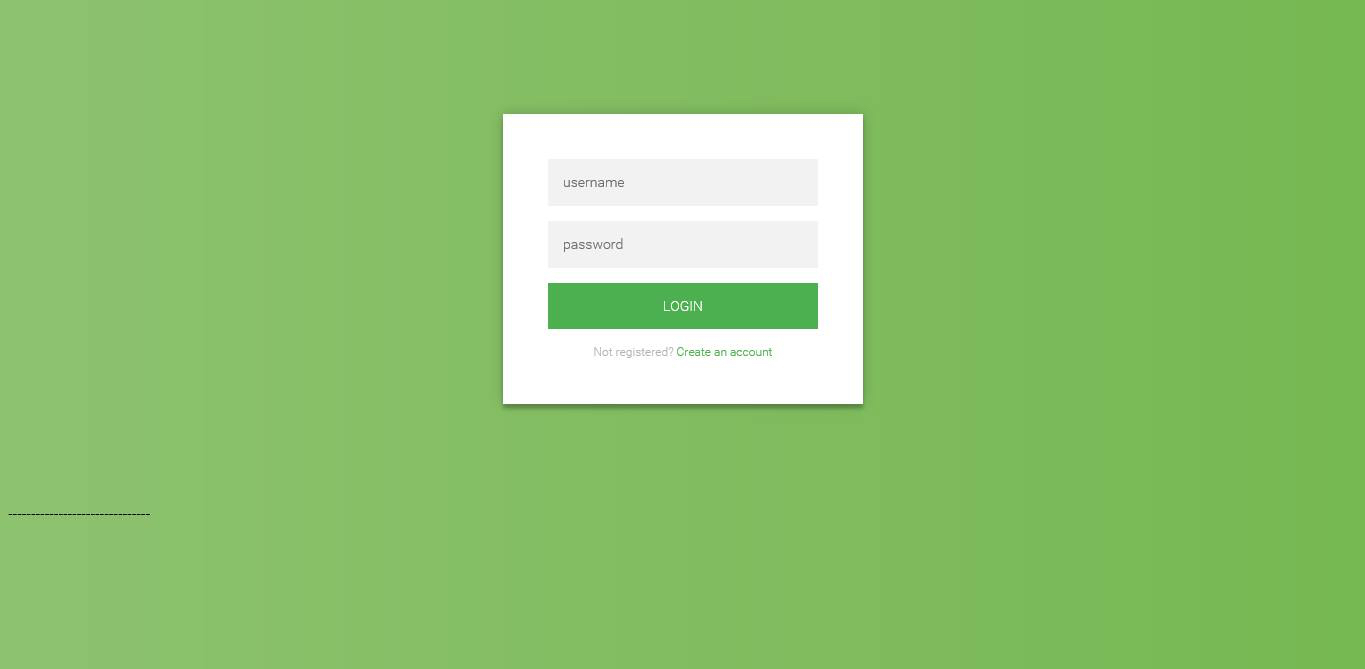 username
password
LOGIN
Not registered? Create an account
-------------------------------